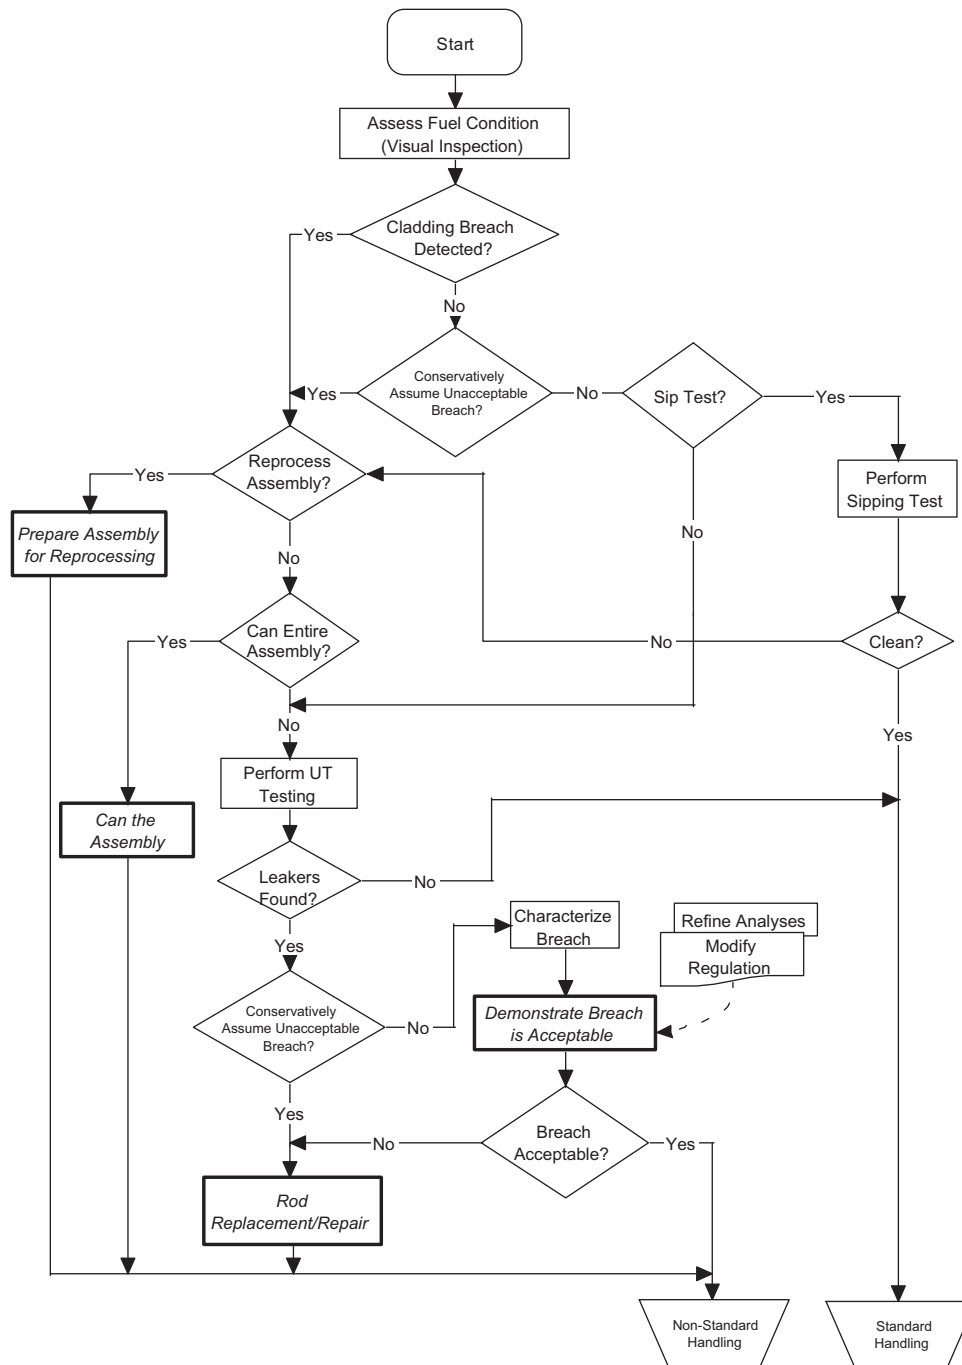 Start
Assess Fuel Condition
(Visual Inspection)
Cladding Breach
Detected?
Yes
No
Conservatively
Assume Unacceptable
Breach?
Yes
No
Sip Test?
Yes
No
Perform
Sipping Test
Reprocess
Assembly?
Yes
No
Prepare Assembly
for Reprocessing
Can Entire
Assembly?
Yes
No
Clean?
No
Yes
Perform UT
Testing
Can the
Assembly
Leakers
Found?
No
Yes
Characterize
Breach
Refine Analyses
Modify
Regulation
Conservatively
Assume Unacceptable
Breach?
No
Yes
Demonstrate Breach
is Acceptable
Breach
Acceptable?
No
Yes
Rod
Replacement/Repair
Non-Standard
Handling
Standard
Handling